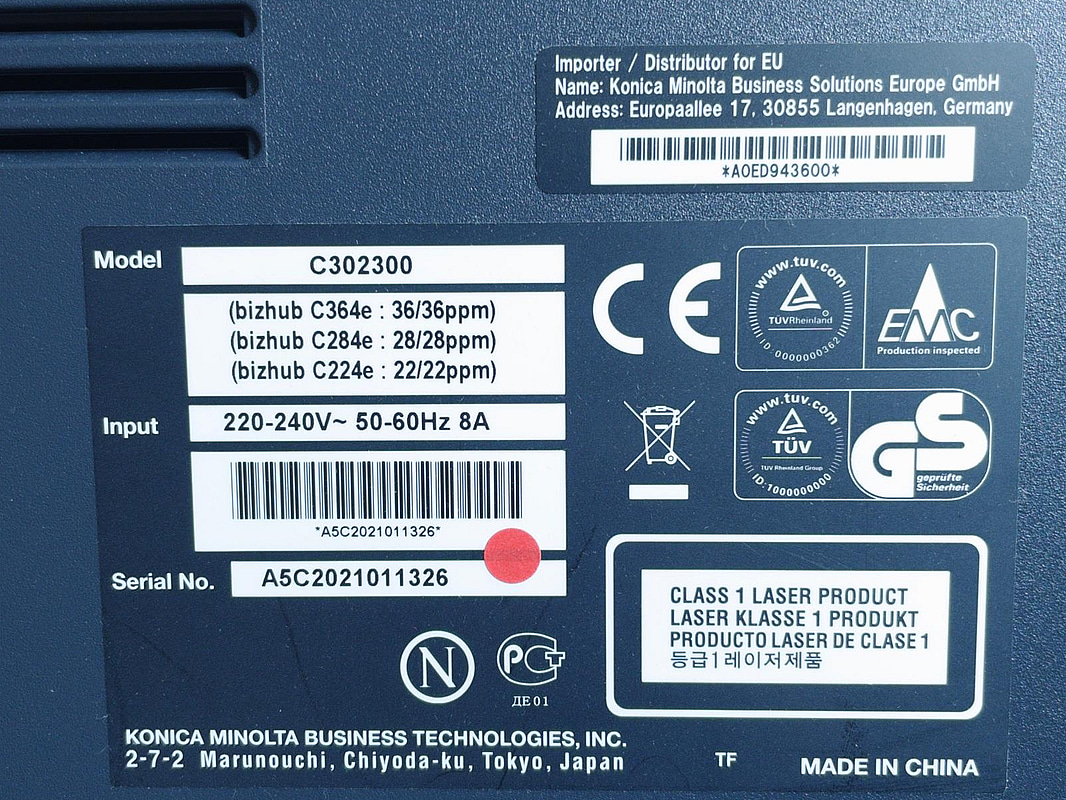 Importer / Distributor for EU
Name: Konica Minolta Business Solutions Europe GmbH
Address: Europaallee 17, 30855 Langenhagen, Germany
*A0ED943600*
Model C302300
(bizhub C364e : 36/36ppm)
(bizhub C284e : 28/28ppm)
(bizhub C224e : 22/22ppm)
Input 220-240V~ 50-60Hz 8A
*A5C2021011326*
Serial No. A5C2021011326
CE
www.tuv.com
TÜVRheinland
ID:0000000362
EMC
Production inspected
www.tuv.com
TÜV
TUV Rheinland Group
ID:1000000000
GS
geprüfte
Sicherheit
CLASS 1 LASER PRODUCT
LASER KLASSE 1 PRODUKT
PRODUCTO LASER DE CLASE 1
등급1레이저제품
N
РСТ
ДЕ 01
KONICA MINOLTA BUSINESS TECHNOLOGIES, INC.
2-7-2 Marunouchi, Chiyoda-ku, Tokyo, Japan
TF
MADE IN CHINA